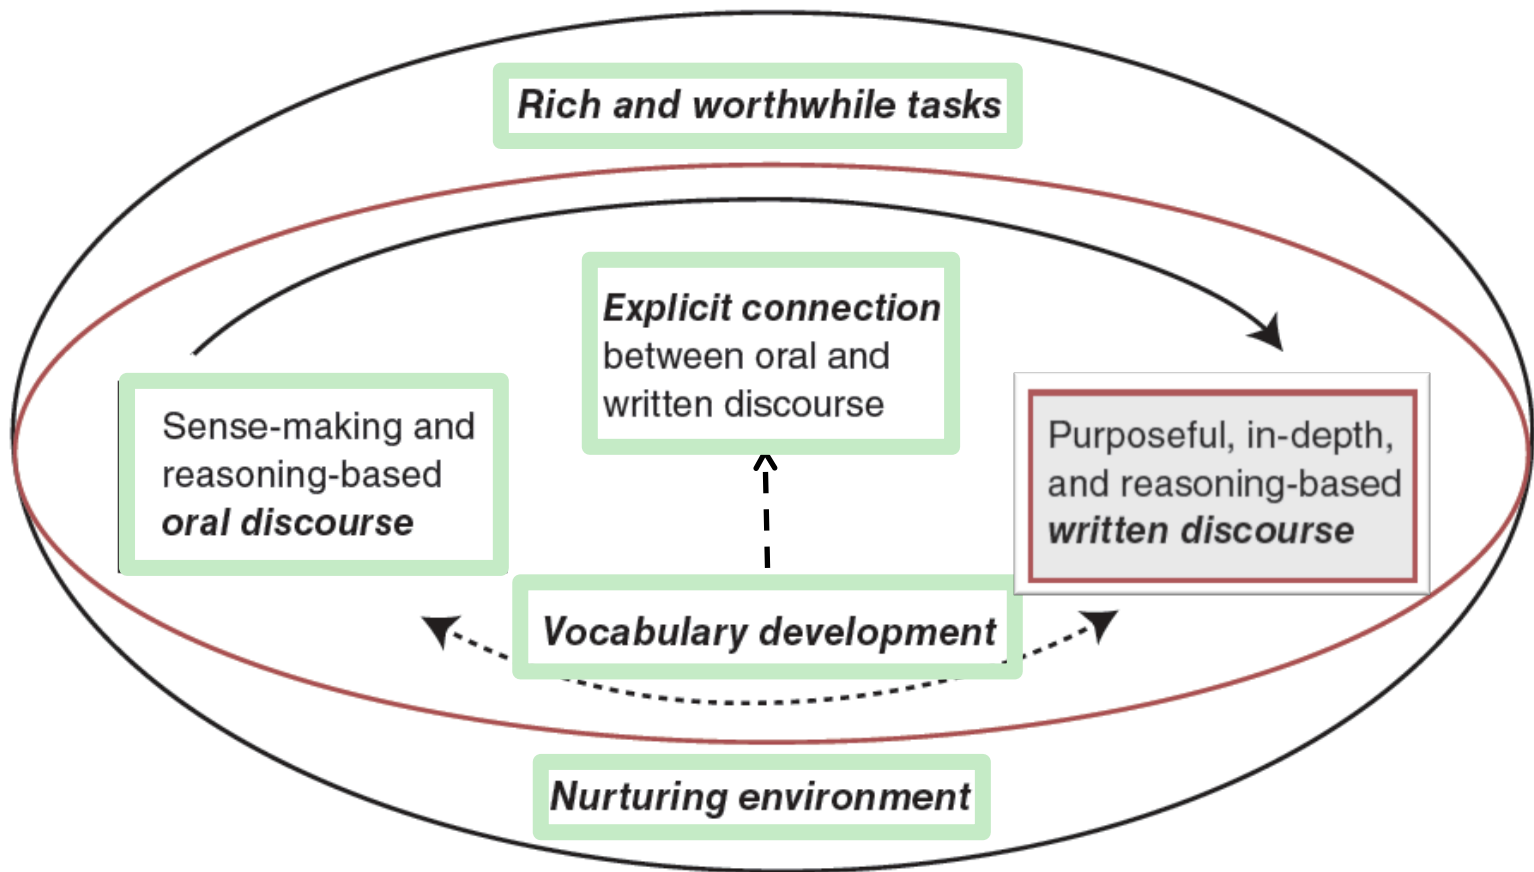 Rich and worthwhile tasks
Explicit connection
between oral and
written discourse
Sense-making and
reasoning-based
oral discourse
Purposeful, in-depth,
and reasoning-based
written discourse
Vocabulary development
Nurturing environment